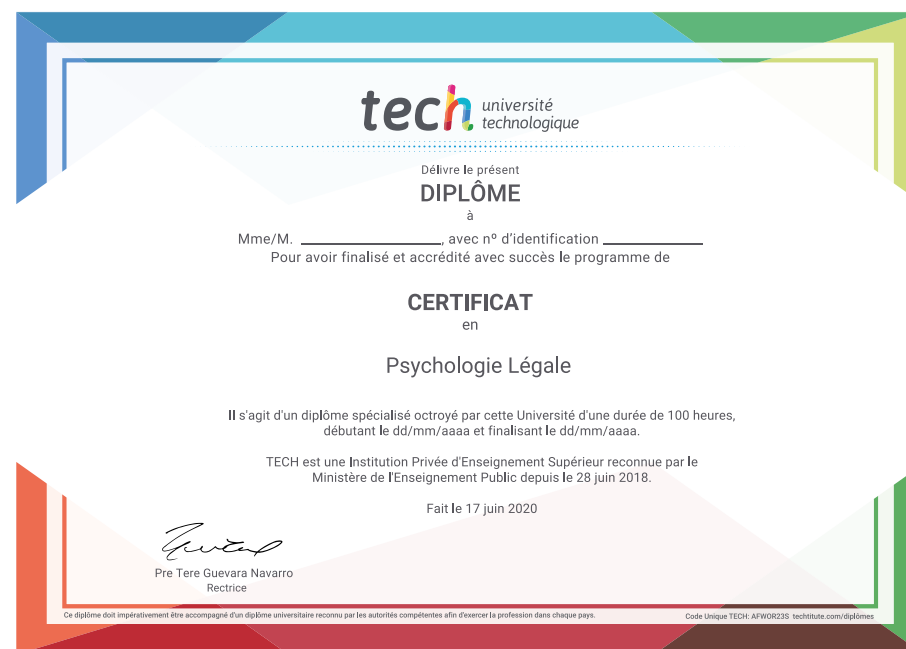 tech université
technologique
Délivre le présent
DIPLÔME
à
Mme/M. ____________________, avec nº d'identification ______________
Pour avoir finalisé et accrédité avec succès le programme de
CERTIFICAT
en
Psychologie Légale
Il s'agit d'un diplôme spécialisé octroyé par cette Université d'une durée de 100 heures,
débutant le dd/mm/aaaa et finalisant le dd/mm/aaaa.
TECH est une Institution Privée d'Enseignement Supérieur reconnue par le
Ministère de l'Enseignement Public depuis le 28 juin 2018.
Fait le 17 juin 2020
Pre Tere Guevara Navarro
Rectrice
Ce diplôme doit impérativement être accompagné d'un diplôme universitaire reconnu par les autorités compétentes afin d'exercer la profession dans chaque pays.
Code Unique TECH: AFWOR23S techtitute.com/diplômes